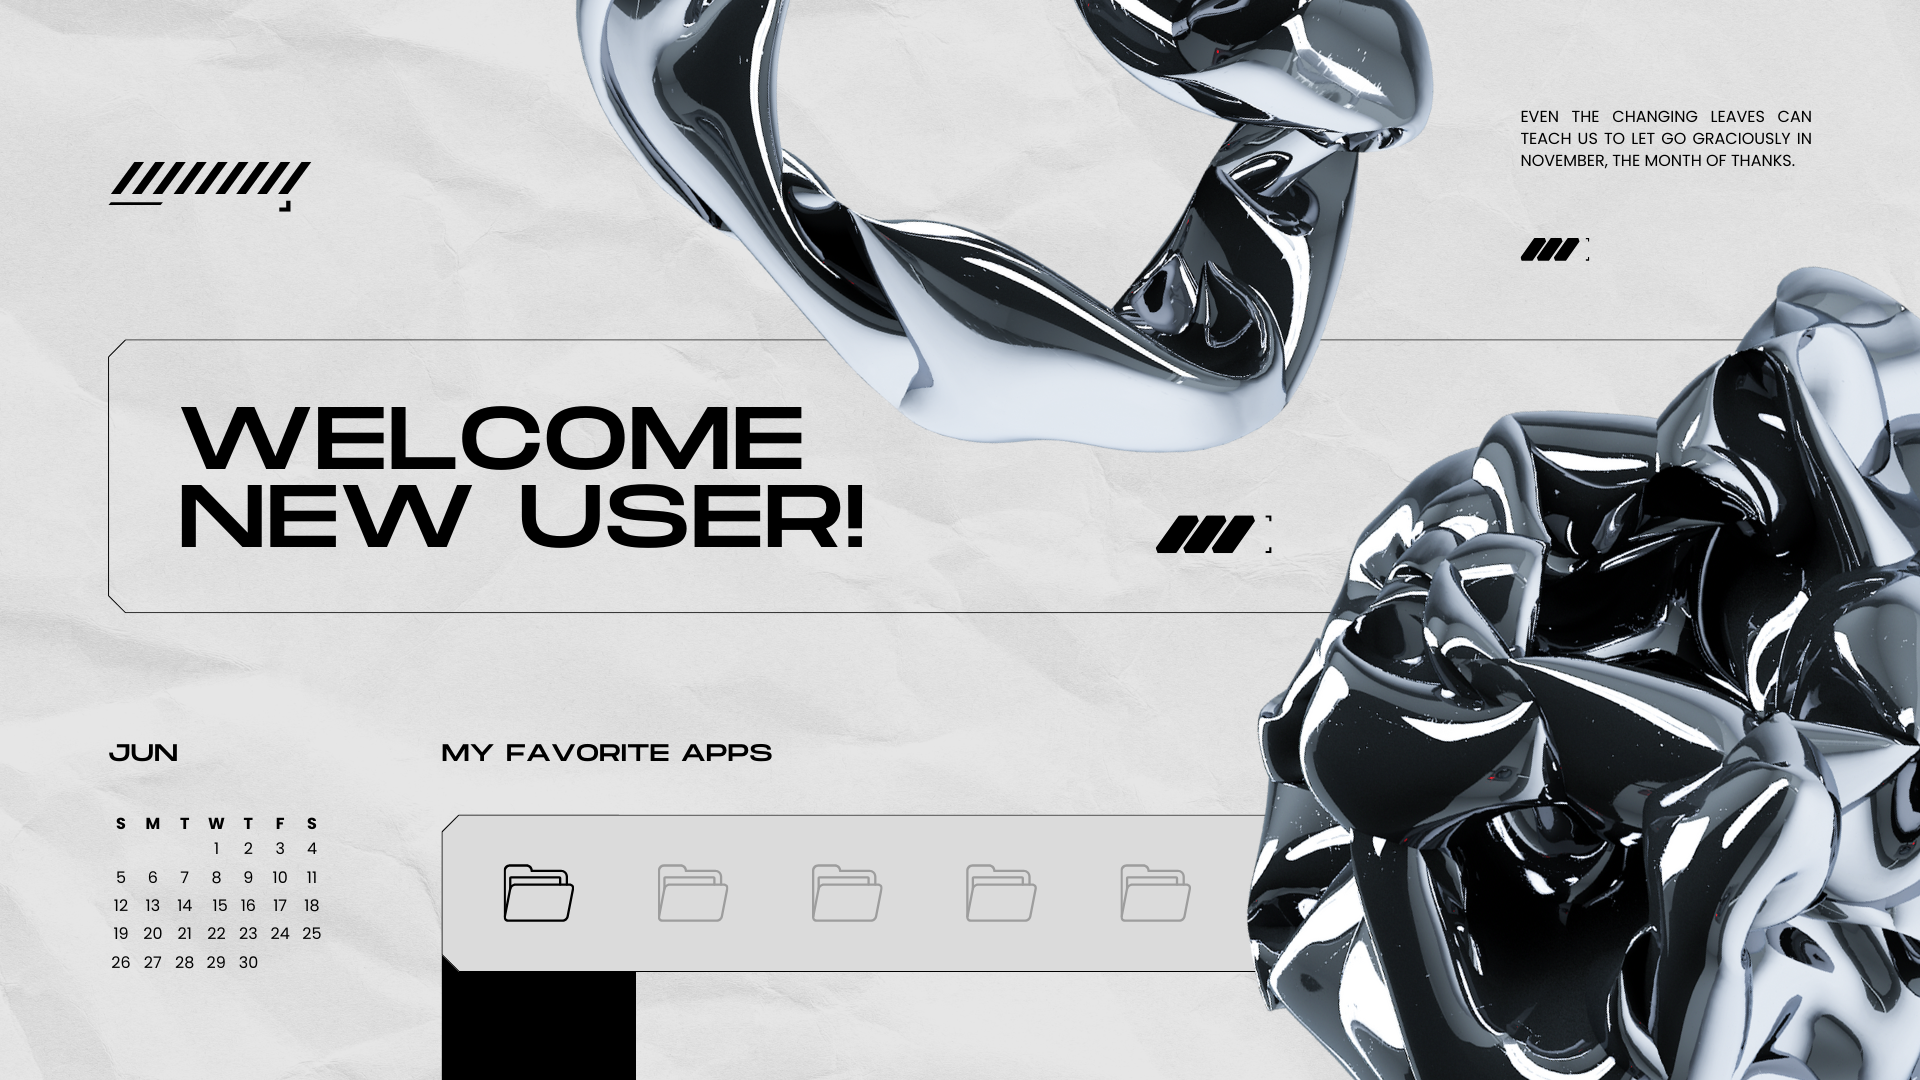 EVEN THE CHANGING LEAVES CAN
TEACH US TO LET GO GRACIOUSLY IN
NOVEMBER, THE MONTH OF THANKS.
WELCOME
NEW USER!
JUN
S M T W T F S
1 2 3 4
5 6 7 8 9 10 11
12 13 14 15 16 17 18
19 20 21 22 23 24 25
26 27 28 29 30
MY FAVORITE APPS